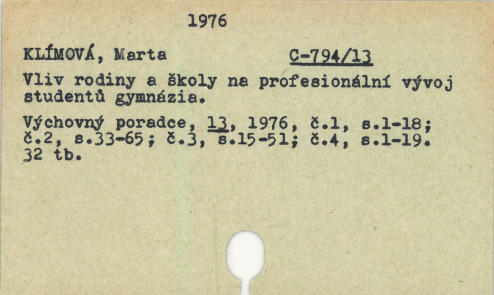 1976
KLÍMOVÁ, Marta C-794/13
Vliv rodiny a školy na profesionální vývoj
studentů gymnázia.
Výchovný poradce, 13, 1976, č.1, s.1-18;
č.2, s.33-65; č.3, s.15-51; č.4, s.1-19.
32 tb.